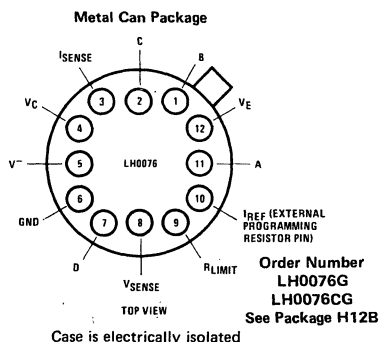 Metal Can Package
C
ISENSE
B
VC
VE
3
2
1
4
12
V−
5
LH0076
11
A
6
10
GND
7
8
9
IREF (EXTERNAL
PROGRAMMING
RESISTOR PIN)
D
VSENSE
RLIMIT
TOP VIEW
Order Number
LH0076G
LH0076CG
See Package H12B
Case is electrically isolated